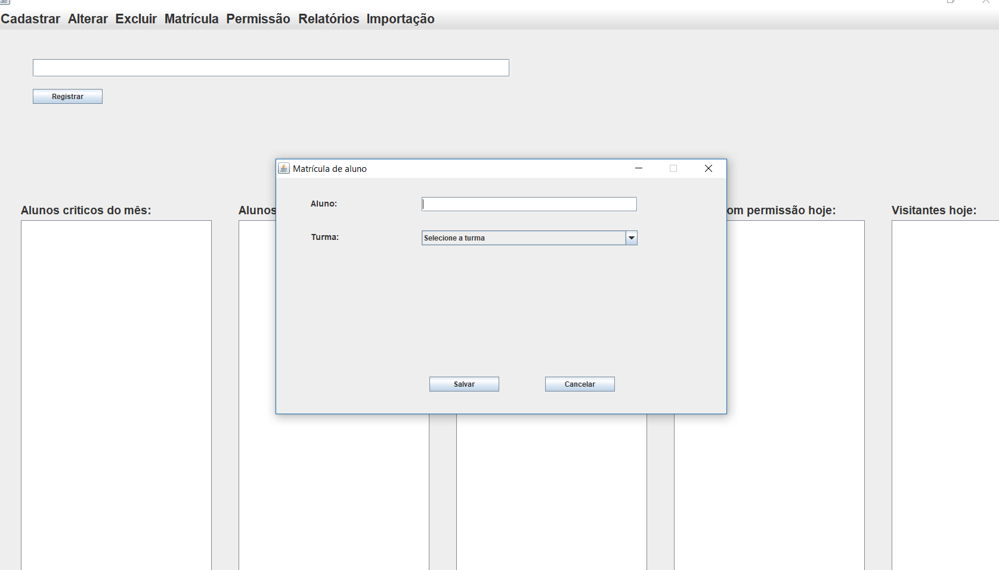 Cadastrar Alterar Excluir Matrícula Permissão Relatórios Importação
Registrar
Matrícula de aluno
Aluno:
Turma:
Selecione a turma
Salvar
Cancelar
Alunos criticos do mês:
Alunos
om permissão hoje:
Visitantes hoje: